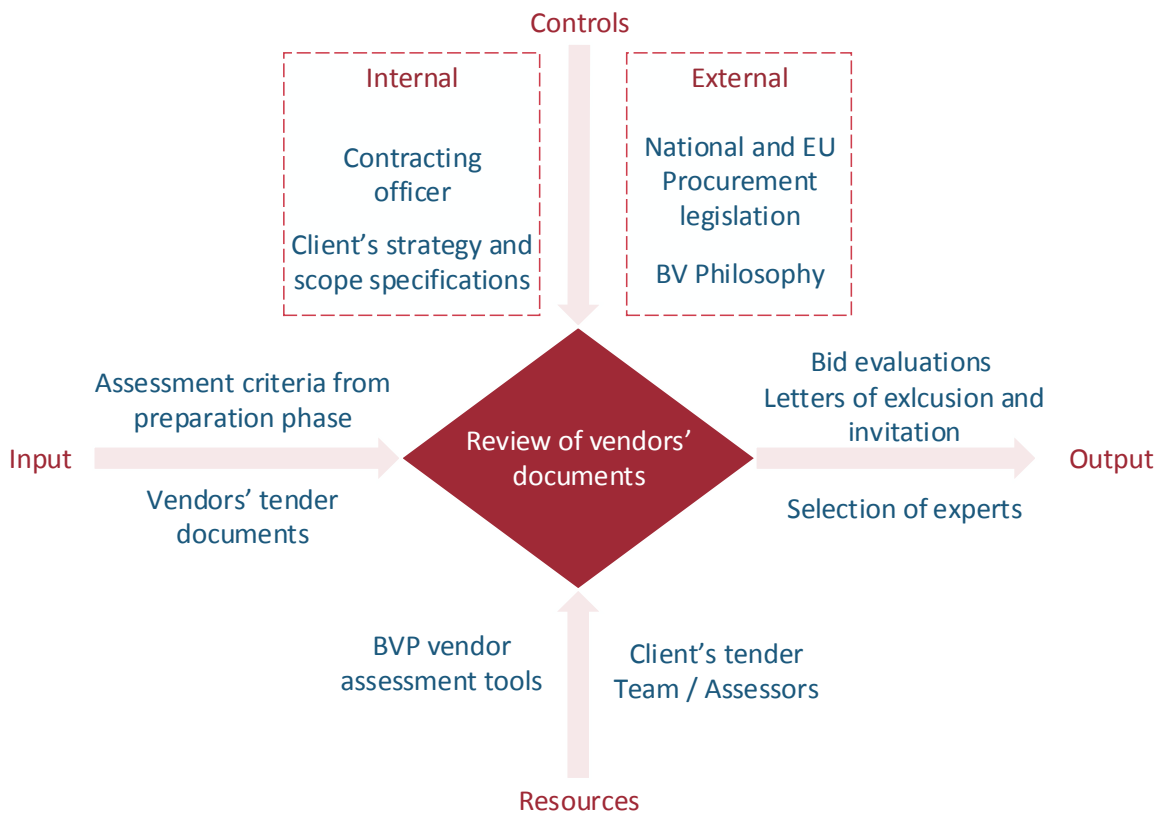 Controls
Internal
Contracting
officer
Client’s strategy and
scope specifications
External
National and EU
Procurement
legislation
BV Philosophy
Input
Assessment criteria from
preparation phase
Vendors’ tender
documents
Review of vendors’
documents
Bid evaluations
Letters of exlcusion and
invitation
Selection of experts
Output
BVP vendor
assessment tools
Client’s tender
Team / Assessors
Resources